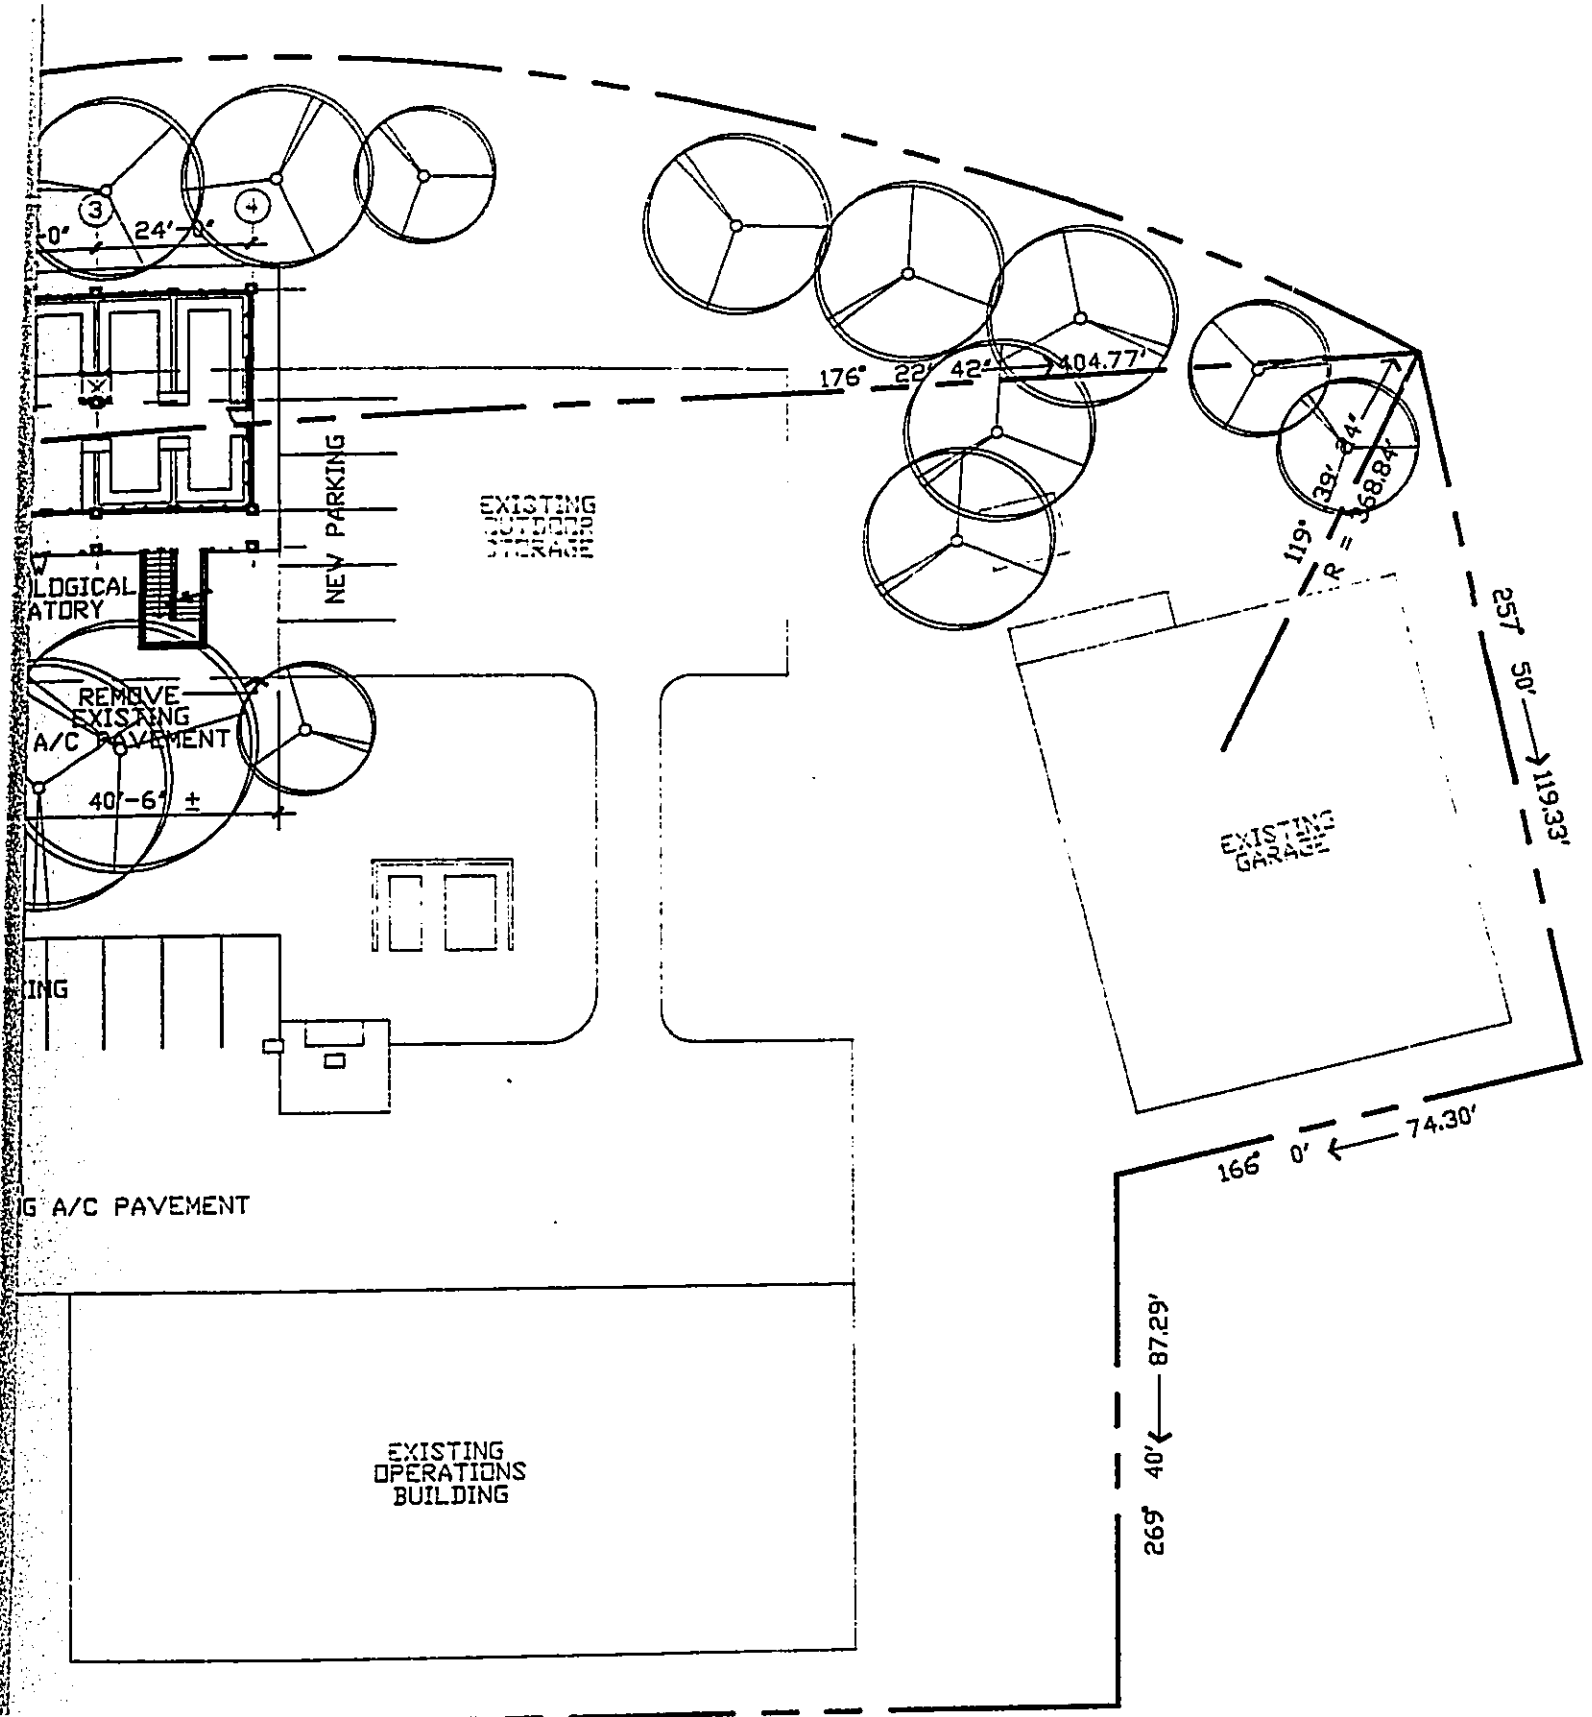 3
4
-0"
24'-0"
176° 22' 42" 404.77'
119° 39' 14"
R = 368.84'
NEW PARKING
EXISTING
OUTDOOR
STORAGE
LOGICAL
ATORY
257° 50' 119.33'
REMOVE
EXISTING
A/C PAVEMENT
40'-6" ±
EXISTING
GARAGE
ING
74.30'
166° 0'
G A/C PAVEMENT
269° 40' 87.29'
EXISTING
OPERATIONS
BUILDING